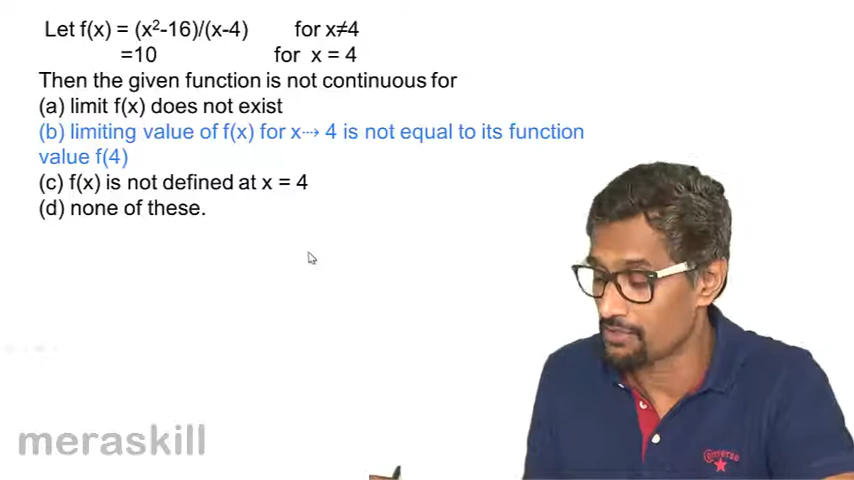 Let f(x) = (x²-16)/(x-4) for x≠4
=10 for x = 4
Then the given function is not continuous for
(a) limit f(x) does not exist
(b) limiting value of f(x) for x⇢ 4 is not equal to its function
value f(4)
(c) f(x) is not defined at x = 4
(d) none of these.
meraskill
converse